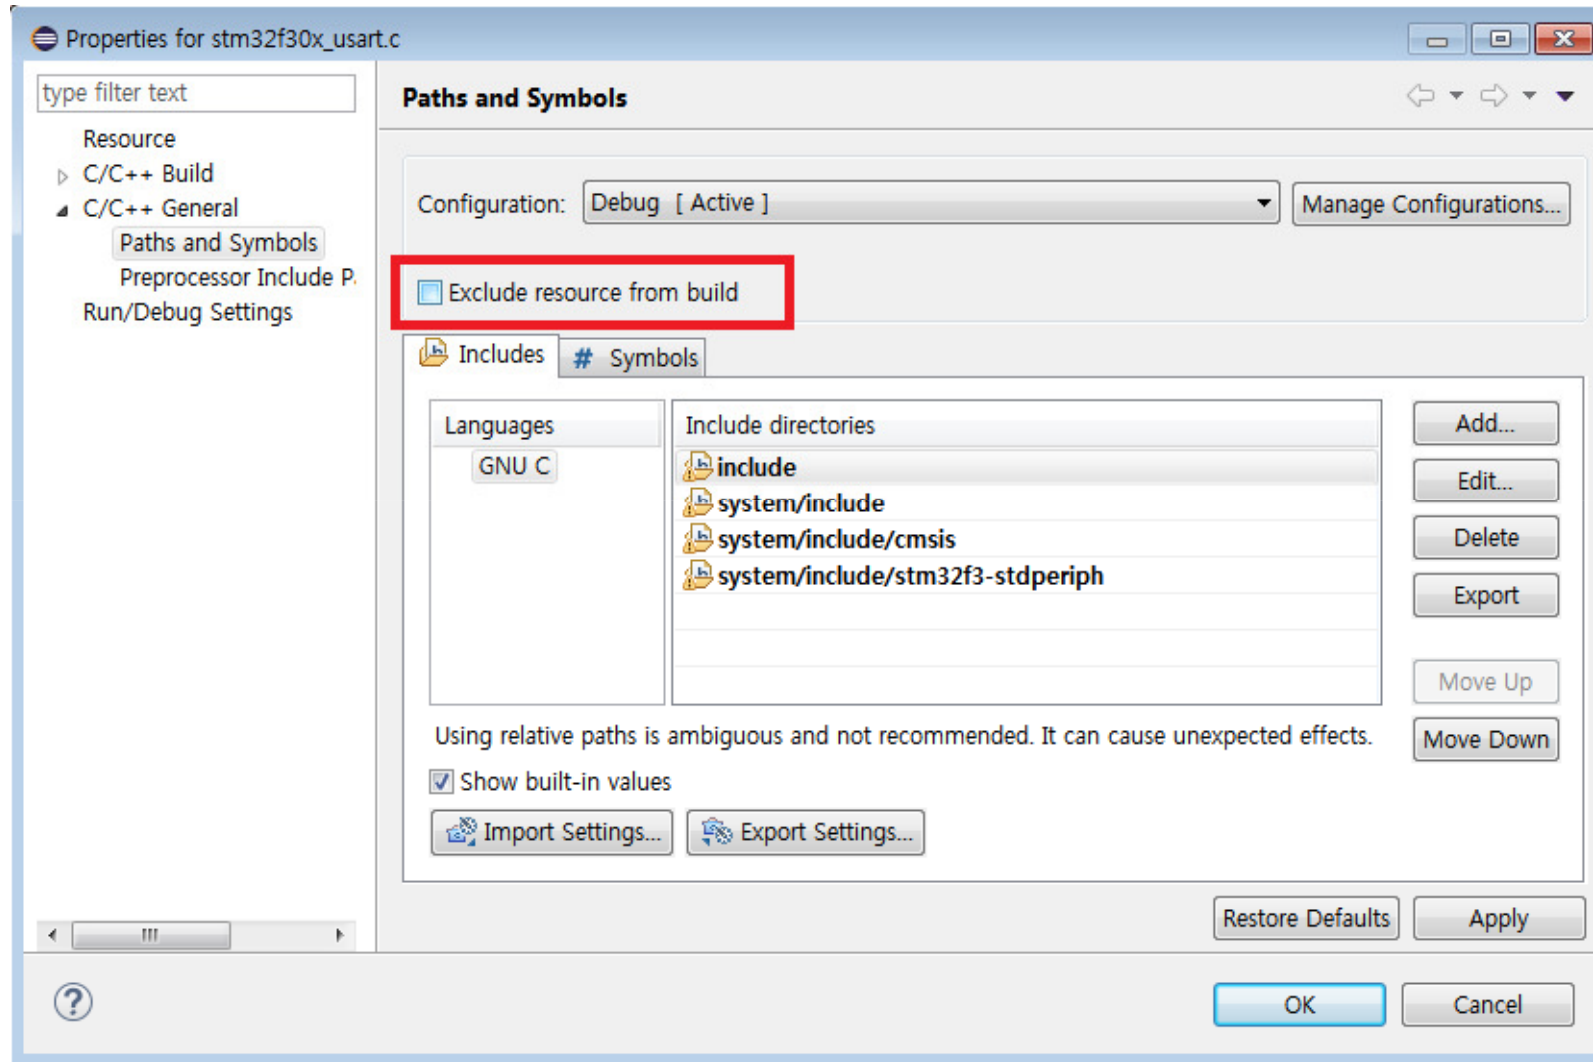 Properties for stm32f30x_usart.c
type filter text
Resource
C/C++ Build
C/C++ General
Paths and Symbols
Preprocessor Include P
Run/Debug Settings
Paths and Symbols
Configuration: Debug [ Active ] Manage Configurations...
Exclude resource from build
Includes # Symbols
Languages
GNU C
Include directories
include
system/include
system/include/cmsis
system/include/stm32f3-stdperiph
Add...
Edit...
Delete
Export
Move Up
Move Down
Using relative paths is ambiguous and not recommended. It can cause unexpected effects.
Show built-in values
Import Settings... Export Settings...
Restore Defaults Apply
? OK Cancel